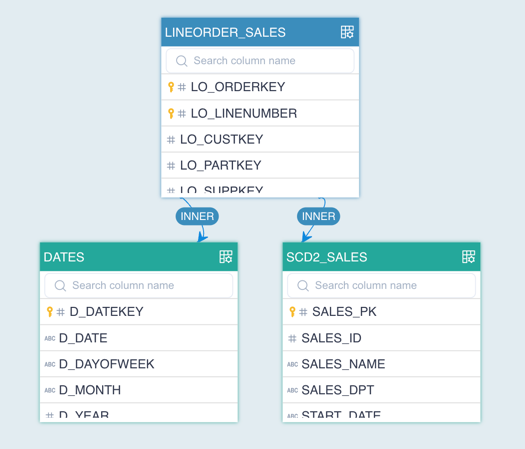 LINEORDER_SALES
Search column name
# LO_ORDERKEY
# LO_LINENUMBER
# LO_CUSTKEY
# LO_PARTKEY
# LO_SUPPKEY
INNER
INNER
DATES
Search column name
# D_DATEKEY
ABC D_DATE
ABC D_DAYOFWEEK
ABC D_MONTH
# D_YEAR
SCD2_SALES
Search column name
# SALES_PK
# SALES_ID
ABC SALES_NAME
ABC SALES_DPT
ABC START_DATE